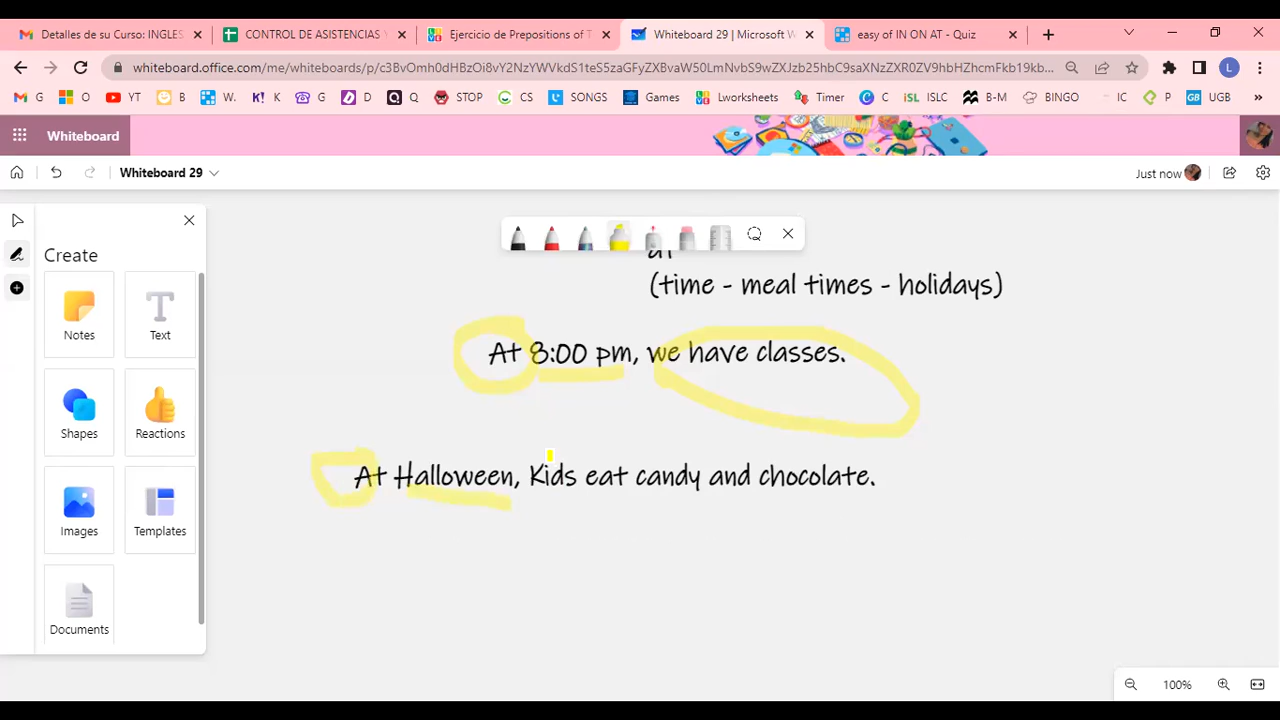 Detalles de su Curso: INGLES
CONTROL DE ASISTENCIAS Y
Ejercicio de Prepositions of T
Whiteboard 29 | Microsoft W
easy of IN ON AT - Quiz
whiteboard.office.com/me/whiteboards/p/c3BvOmh0dHBzOi8vY2NzYWVkdS1teS5zaGFyZXBvaW50LmNvbS9wZXJzb25hbC9saXNzZXR0ZV9hbHZhcmFkb19kb...
G O YT B W. K! K G D Q STOP CS SONGS Games Lworksheets Timer C ISLC B-M BINGO IC P UGB »
Whiteboard
Whiteboard 29
Just now
Create
Notes Text
Shapes Reactions
Images Templates
Documents
at
(time - meal times - holidays)
At 8:00 pm, we have classes.
At Halloween, Kids eat candy and chocolate.
100%